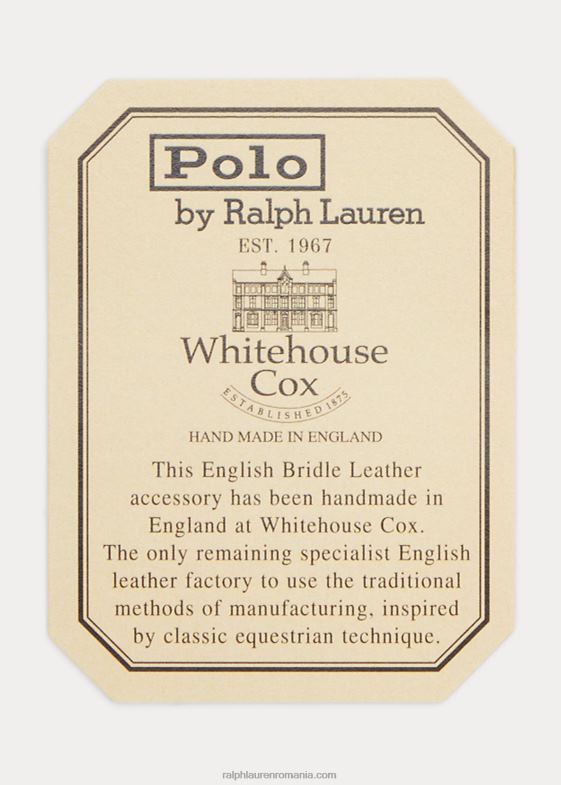 Polo
by Ralph Lauren
EST. 1967
Whitehouse
Cox
ESTABLISHED 1875
HAND MADE IN ENGLAND
This English Bridle Leather
accessory has been handmade in
England at Whitehouse Cox.
The only remaining specialist English
leather factory to use the traditional
methods of manufacturing, inspired
by classic equestrian technique.
ralphlaurenromania.com